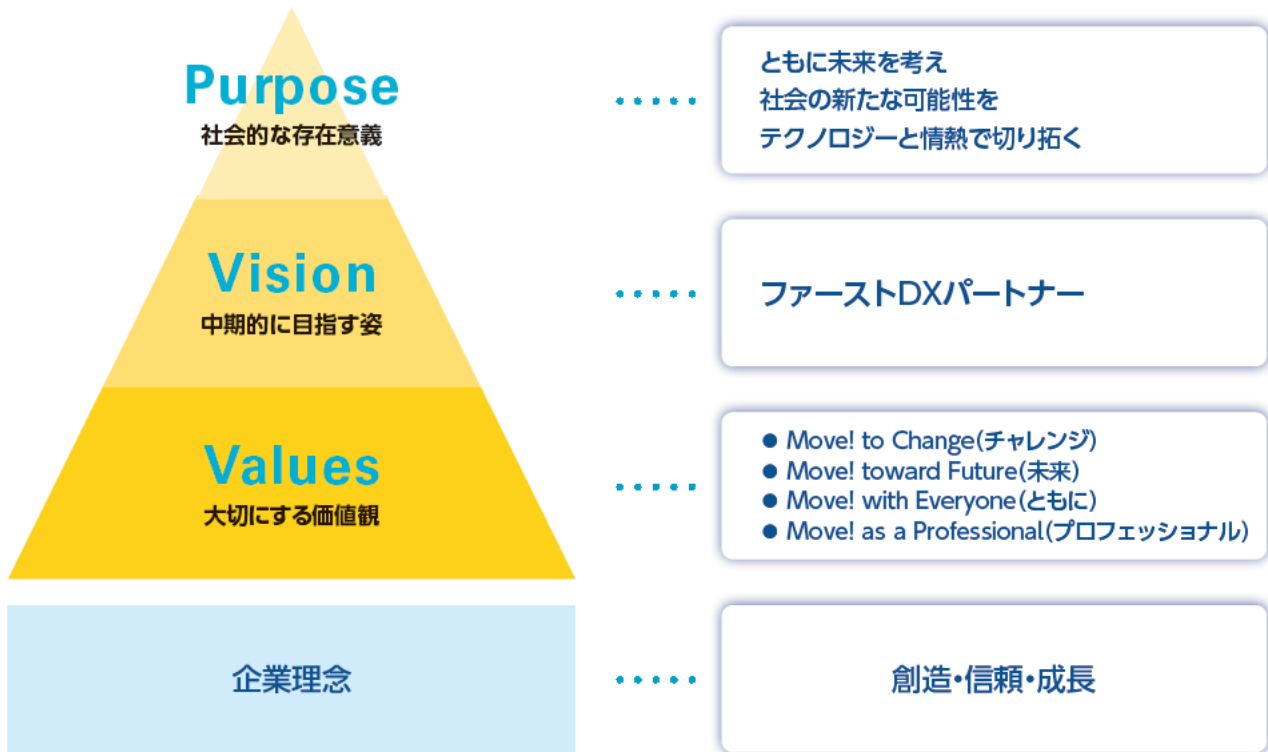 Purpose
社会的な存在意義
ともに未来を考え
社会の新たな可能性を
テクノロジーと情熱で切り拓く
Vision
中期的に目指す姿
ファーストDXパートナー
Values
大切にする価値観
● Move! to Change(チャレンジ)
● Move! toward Future(未来)
● Move! with Everyone(ともに)
● Move! as a Professional(プロフェッショナル)
企業理念
創造・信頼・成長